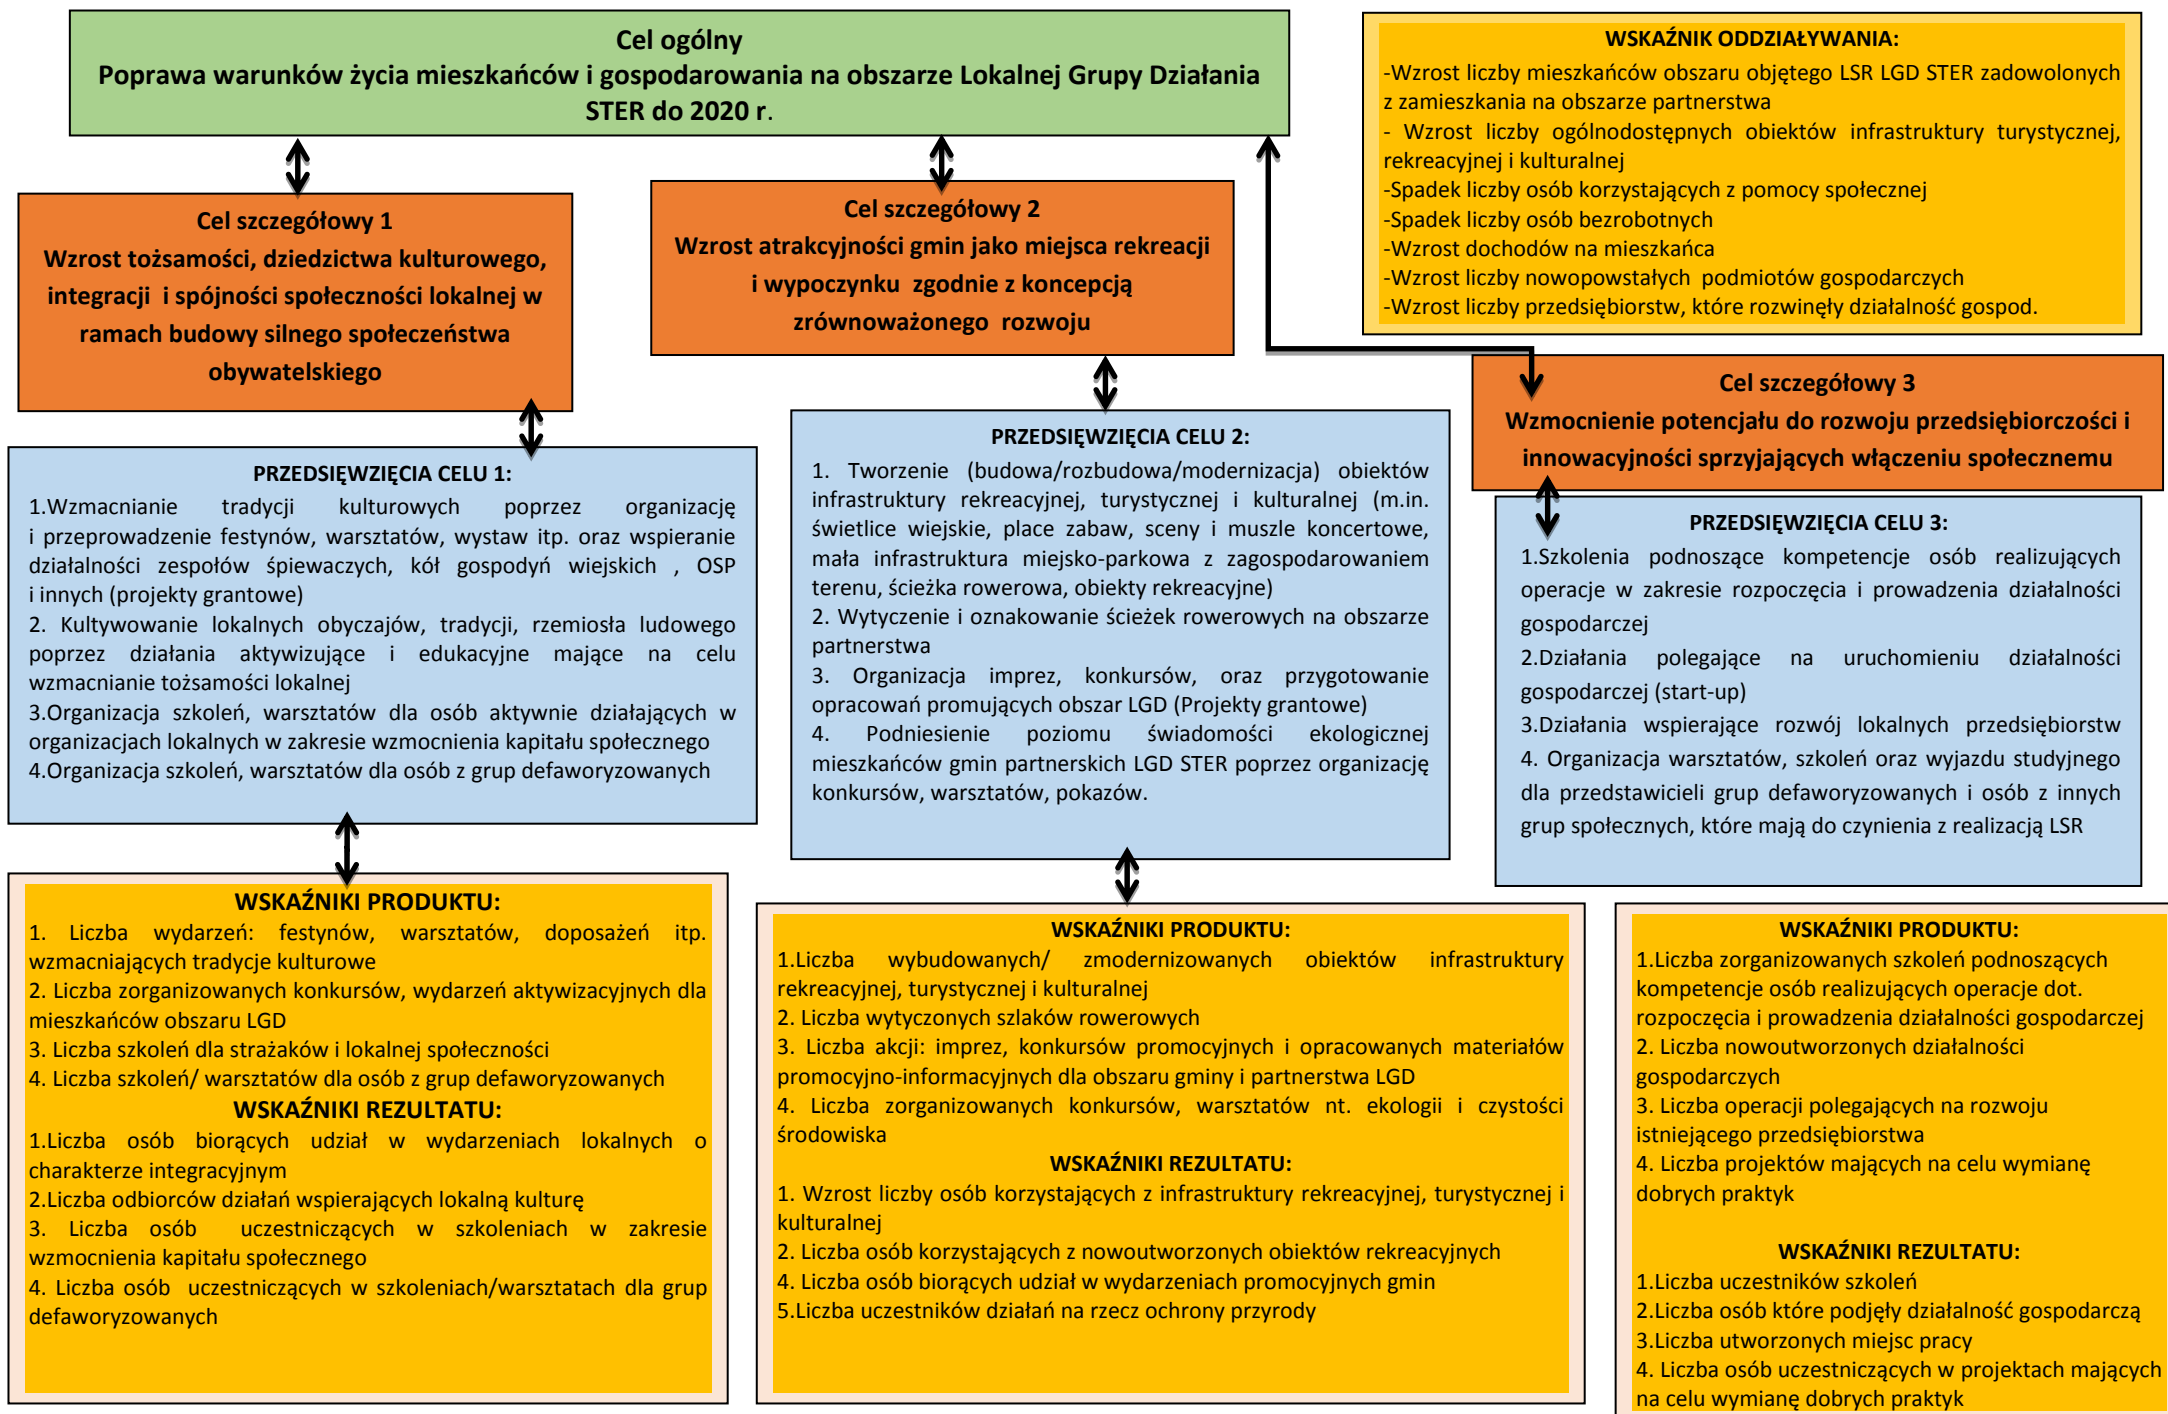 Cel ogólny
Poprawa warunków życia mieszkańców i gospodarowania na obszarze Lokalnej Grupy Działania
STER do 2020 r.
WSKAŹNIK ODDZIAŁYWANIA:
-Wzrost liczby mieszkańców obszaru objętego LSR LGD STER zadowolonych
z zamieszkania na obszarze partnerstwa
- Wzrost liczby ogólnodostępnych obiektów infrastruktury turystycznej,
rekreacyjnej i kulturalnej
-Spadek liczby osób korzystających z pomocy społecznej
-Spadek liczby osób bezrobotnych
-Wzrost dochodów na mieszkańca
-Wzrost liczby nowopowstałych podmiotów gospodarczych
-Wzrost liczby przedsiębiorstw, które rozwinęły działalność gospod.
Cel szczegółowy 1
Wzrost tożsamości, dziedzictwa kulturowego,
integracji i spójności społeczności lokalnej w
ramach budowy silnego społeczeństwa
obywatelskiego
Cel szczegółowy 2
Wzrost atrakcyjności gmin jako miejsca rekreacji
i wypoczynku zgodnie z koncepcją
zrównoważonego rozwoju
Cel szczegółowy 3
Wzmocnienie potencjału do rozwoju przedsiębiorczości i
innowacyjności sprzyjających włączeniu społecznemu
PRZEDSIĘWZIĘCIA CELU 1:
1.Wzmacnianie tradycji kulturowych poprzez organizację
i przeprowadzenie festynów, warsztatów, wystaw itp. oraz wspieranie
działalności zespołów śpiewaczych, kół gospodyń wiejskich , OSP
i innych (projekty grantowe)
2. Kultywowanie lokalnych obyczajów, tradycji, rzemiosła ludowego
poprzez działania aktywizujące i edukacyjne mające na celu
wzmacnianie tożsamości lokalnej
3.Organizacja szkoleń, warsztatów dla osób aktywnie działających w
organizacjach lokalnych w zakresie wzmocnienia kapitału społecznego
4.Organizacja szkoleń, warsztatów dla osób z grup defaworyzowanych
PRZEDSIĘWZIĘCIA CELU 2:
1. Tworzenie (budowa/rozbudowa/modernizacja) obiektów
infrastruktury rekreacyjnej, turystycznej i kulturalnej (m.in.
świetlice wiejskie, place zabaw, sceny i muszle koncertowe,
mała infrastruktura miejsko-parkowa z zagospodarowaniem
terenu, ścieżka rowerowa, obiekty rekreacyjne)
2. Wytyczenie i oznakowanie ścieżek rowerowych na obszarze
partnerstwa
3. Organizacja imprez, konkursów, oraz przygotowanie
opracowań promujących obszar LGD (Projekty grantowe)
4. Podniesienie poziomu świadomości ekologicznej
mieszkańców gmin partnerskich LGD STER poprzez organizację
konkursów, warsztatów, pokazów.
PRZEDSIĘWZIĘCIA CELU 3:
1.Szkolenia podnoszące kompetencje osób realizujących
operacje w zakresie rozpoczęcia i prowadzenia działalności
gospodarczej
2.Działania polegające na uruchomieniu działalności
gospodarczej (start-up)
3.Działania wspierające rozwój lokalnych przedsiębiorstw
4. Organizacja warsztatów, szkoleń oraz wyjazdu studyjnego
dla przedstawicieli grup defaworyzowanych i osób z innych
grup społecznych, które mają do czynienia z realizacją LSR
WSKAŹNIKI PRODUKTU:
1. Liczba wydarzeń: festynów, warsztatów, doposażeń itp.
wzmacniających tradycje kulturowe
2. Liczba zorganizowanych konkursów, wydarzeń aktywizacyjnych dla
mieszkańców obszaru LGD
3. Liczba szkoleń dla strażaków i lokalnej społeczności
4. Liczba szkoleń/ warsztatów dla osób z grup defaworyzowanych
WSKAŹNIKI REZULTATU:
1.Liczba osób biorących udział w wydarzeniach lokalnych o
charakterze integracyjnym
2.Liczba odbiorców działań wspierających lokalną kulturę
3. Liczba osób uczestniczących w szkoleniach w zakresie
wzmocnienia kapitału społecznego
4. Liczba osób uczestniczących w szkoleniach/warsztatach dla grup
defaworyzowanych
WSKAŹNIKI PRODUKTU:
1.Liczba wybudowanych/ zmodernizowanych obiektów infrastruktury
rekreacyjnej, turystycznej i kulturalnej
2. Liczba wytyczonych szlaków rowerowych
3. Liczba akcji: imprez, konkursów promocyjnych i opracowanych materiałów
promocyjno-informacyjnych dla obszaru gminy i partnerstwa LGD
4. Liczba zorganizowanych konkursów, warsztatów nt. ekologii i czystości
środowiska
WSKAŹNIKI REZULTATU:
1. Wzrost liczby osób korzystających z infrastruktury rekreacyjnej, turystycznej i
kulturalnej
2. Liczba osób korzystających z nowoutworzonych obiektów rekreacyjnych
4. Liczba osób biorących udział w wydarzeniach promocyjnych gmin
5.Liczba uczestników działań na rzecz ochrony przyrody
WSKAŹNIKI PRODUKTU:
1.Liczba zorganizowanych szkoleń podnoszących
kompetencje osób realizujących operacje dot.
rozpoczęcia i prowadzenia działalności gospodarczej
2. Liczba nowoutworzonych działalności
gospodarczych
3. Liczba operacji polegających na rozwoju
istniejącego przedsiębiorstwa
4. Liczba projektów mających na celu wymianę
dobrych praktyk
WSKAŹNIKI REZULTATU:
1.Liczba uczestników szkoleń
2.Liczba osób które podjęły działalność gospodarczą
3.Liczba utworzonych miejsc pracy
4. Liczba osób uczestniczących w projektach mających
na celu wymianę dobrych praktyk